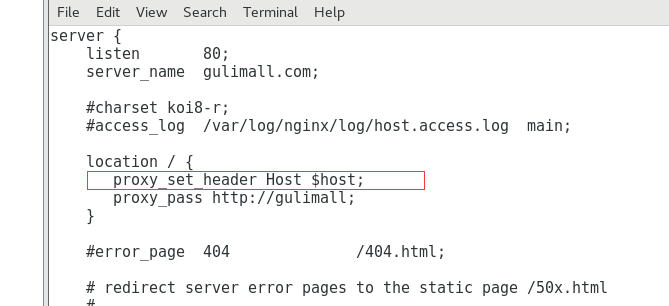 File Edit View Search Terminal Help
server {
    listen       80;
    server_name  gulimall.com;
    #charset koi8-r;
    #access_log  /var/log/nginx/log/host.access.log  main;
    location / {
       proxy_set_header Host $host;
       proxy_pass http://gulimall;
    }
    #error_page  404              /404.html;
    # redirect server error pages to the static page /50x.html
    #